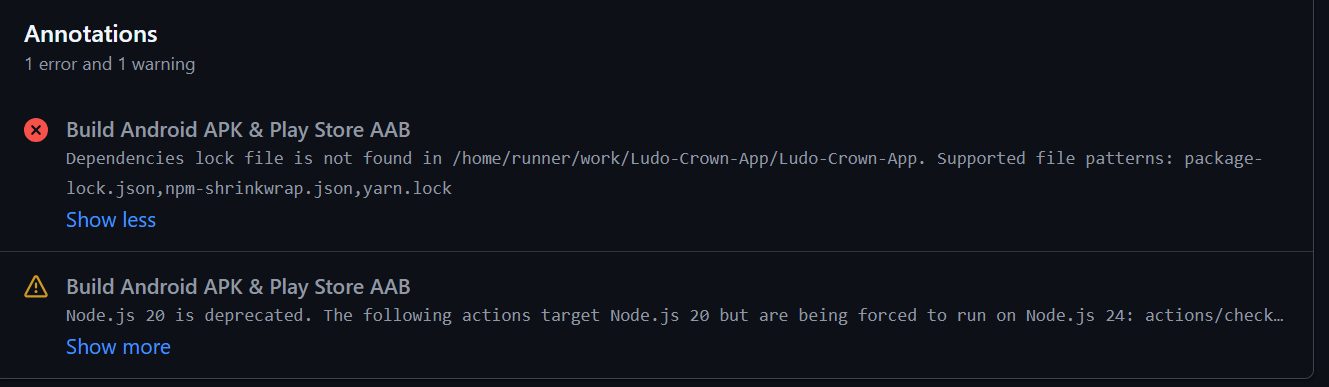 Annotations
1 error and 1 warning
Build Android APK & Play Store AAB
Dependencies lock file is not found in /home/runner/work/Ludo-Crown-App/Ludo-Crown-App. Supported file patterns: package-
lock.json,npm-shrinkwrap.json,yarn.lock
Show less
Build Android APK & Play Store AAB
Node.js 20 is deprecated. The following actions target Node.js 20 but are being forced to run on Node.js 24: actions/check…
Show more